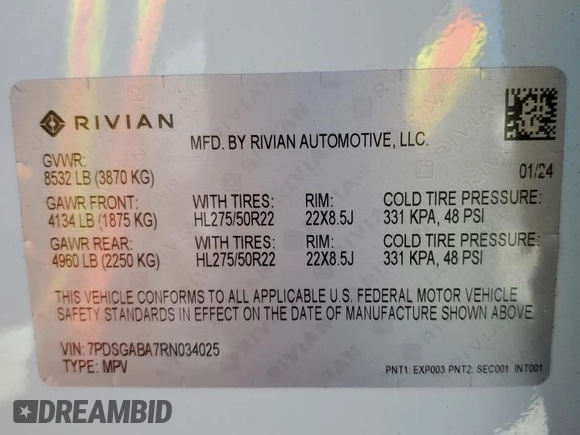 RIVIAN
MFD. BY RIVIAN AUTOMOTIVE, LLC.
GVWR:
8532 LB (3870 KG)
01/24
GAWR FRONT: WITH TIRES: RIM: COLD TIRE PRESSURE:
4134 LB (1875 KG) HL275/50R22 22X8.5J 331 KPA, 48 PSI
GAWR REAR: WITH TIRES: RIM: COLD TIRE PRESSURE:
4960 LB (2250 KG) HL275/50R22 22X8.5J 331 KPA, 48 PSI
THIS VEHICLE CONFORMS TO ALL APPLICABLE U.S. FEDERAL MOTOR VEHICLE
SAFETY STANDARDS IN EFFECT ON THE DATE OF MANUFACTURE SHOWN ABOVE.
VIN: 7PDSGABA7RN034025
TYPE: MPV
PNT1: EXP003 PNT2: SEC001 INT001
DREAMBID